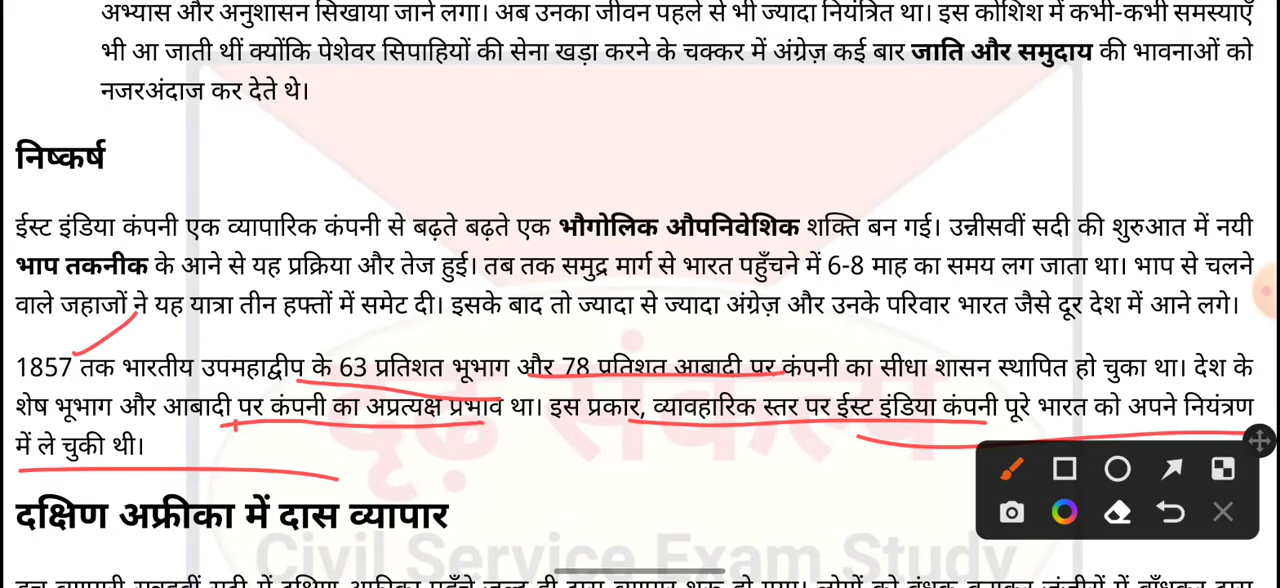 अभ्यास और अनुशासन सिखाया जाने लगा। अब उनका जीवन पहले से भी ज्यादा नियंत्रित था। इस कोशिश में कभी-कभी समस्याएँ
भी आ जाती थीं क्योंकि पेशेवर सिपाहियों की सेना खड़ा करने के चक्कर में अंग्रेज़ कई बार जाति और समुदाय की भावनाओं को
नजरअंदाज कर देते थे।
निष्कर्ष
ईस्ट इंडिया कंपनी एक व्यापारिक कंपनी से बढ़ते बढ़ते एक भौगोलिक औपनिवेशिक शक्ति बन गई। उन्नीसवीं सदी की शुरुआत में नयी
भाप तकनीक के आने से यह प्रक्रिया और तेज हुई। तब तक समुद्र मार्ग से भारत पहुँचने में 6-8 माह का समय लग जाता था। भाप से चलने
वाले जहाजों ने यह यात्रा तीन हफ्तों में समेट दी। इसके बाद तो ज्यादा से ज्यादा अंग्रेज़ और उनके परिवार भारत जैसे दूर देश में आने लगे।
1857 तक भारतीय उपमहाद्वीप के 63 प्रतिशत भूभाग और 78 प्रतिशत आबादी पर कंपनी का सीधा शासन स्थापित हो चुका था। देश के
शेष भूभाग और आबादी पर कंपनी का अप्रत्यक्ष प्रभाव था। इस प्रकार, व्यावहारिक स्तर पर ईस्ट इंडिया कंपनी पूरे भारत को अपने नियंत्रण
में ले चुकी थी।
दृढ़ संकल्प
दक्षिण अफ्रीका में दास व्यापार
Civil Service Exam Study